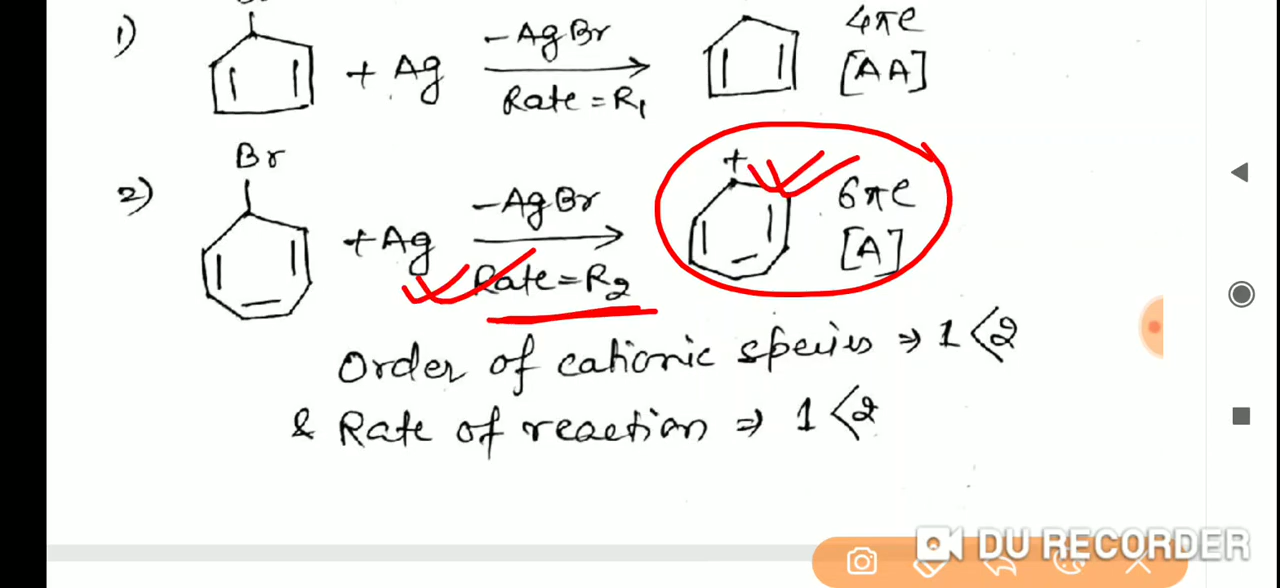 1) + Ag -AgBr 4πe
Rate = R1 [AA]
Br
2) + Ag -AgBr + 6πe
Rate = R2 [A]
Order of cationic species ⇒ 1 < 2
& Rate of reaction ⇒ 1 < 2
DU RECORDER